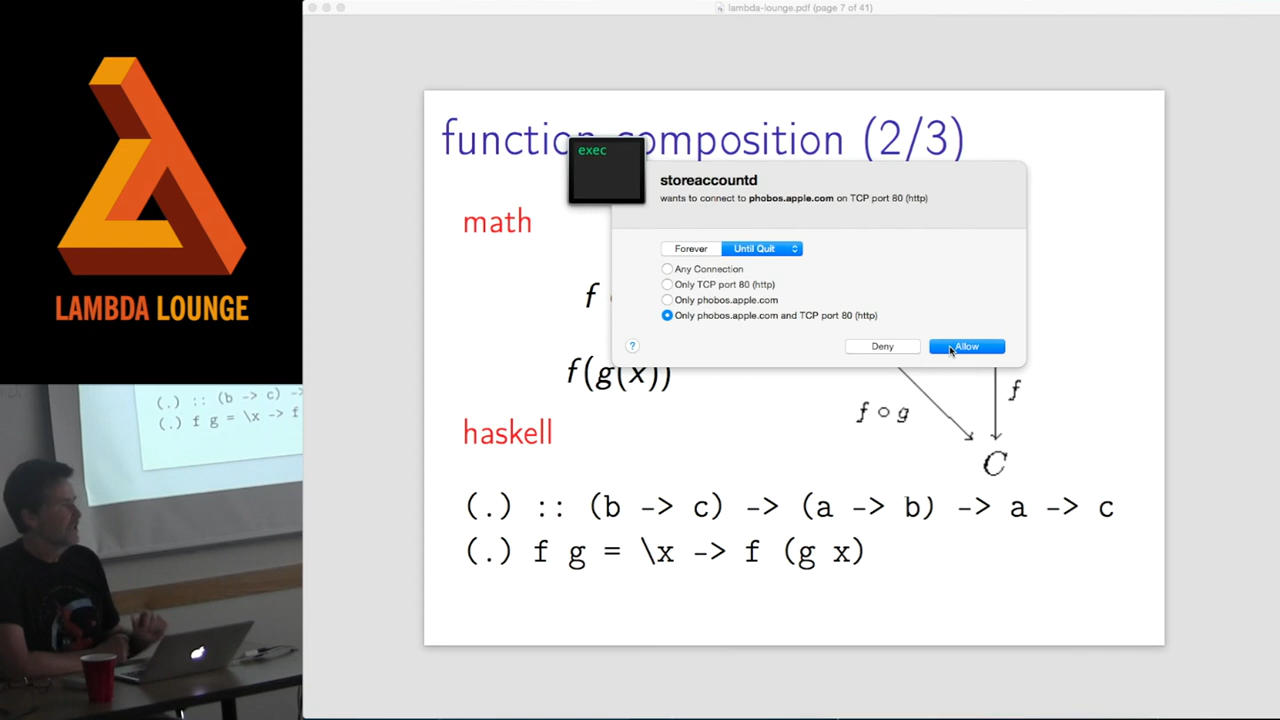 lambda-lounge.pdf (page 7 of 41)
LAMBDA LOUNGE
function composition (2/3)
exec
storeaccountd
wants to connect to phobos.apple.com on TCP port 80 (http)
Forever
Until Quit
Any Connection
Only TCP port 80 (http)
Only phobos.apple.com
Only phobos.apple.com and TCP port 80 (http)
?
Deny
Allow
math
f
f(g(x))
f
f ∘ g
C
haskell
(.) :: (b -> c) -> (a -> b) -> a -> c
(.) f g = \x -> f (g x)
(.) :: (b -> c) -
(.) f g = \x -> f